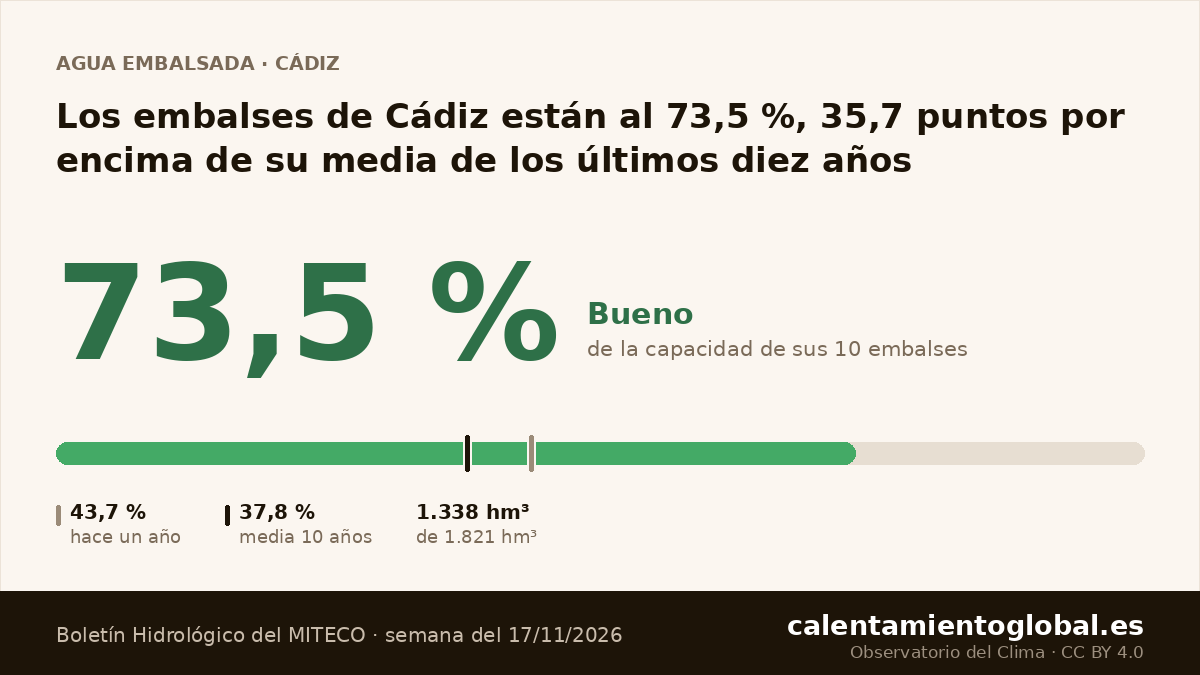 AGUA EMBALSADA · CÁDIZ
Los embalses de Cádiz están al 73,5 %, 35,7 puntos por
encima de su media de los últimos diez años
73,5 %
Bueno
de la capacidad de sus 10 embalses
43,7 %
hace un año
37,8 %
media 10 años
1.338 hm³
de 1.821 hm³
Boletín Hidrológico del MITECO · semana del 17/11/2026
calentamientoglobal.es
Observatorio del Clima · CC BY 4.0